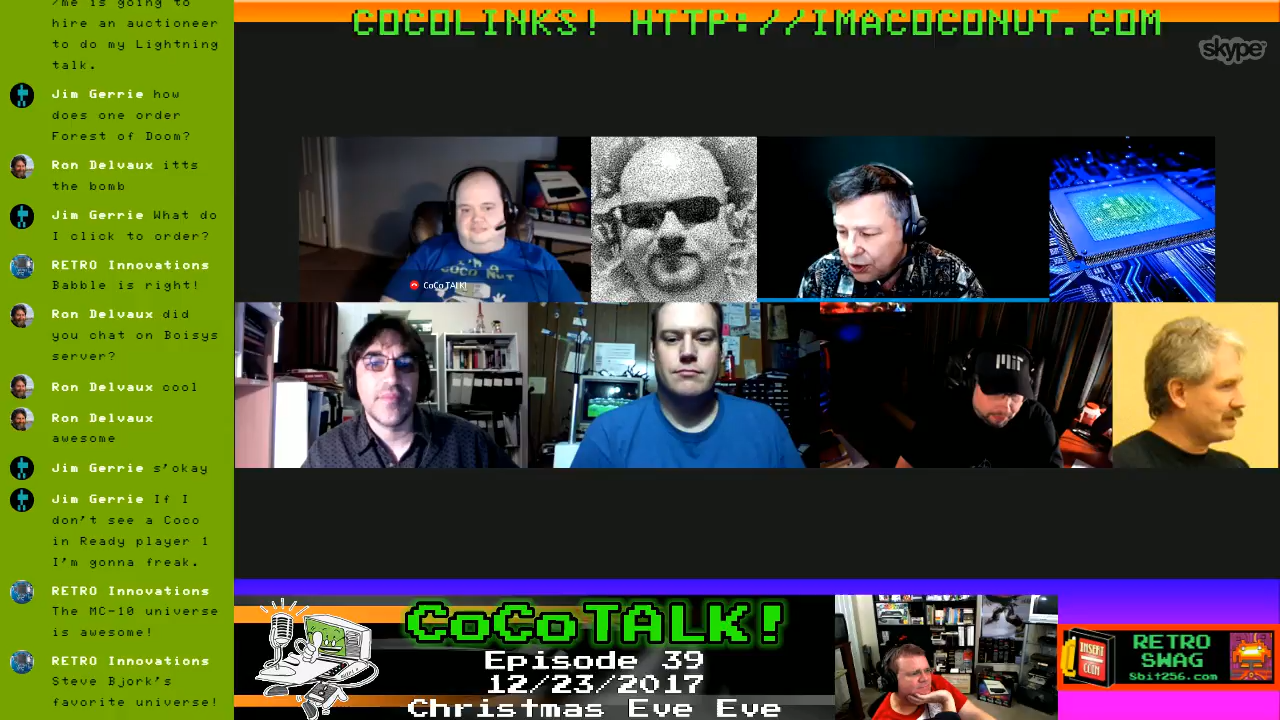 /me is going to
hire an auctioneer
to do my Lightning
talk.
Jim Gerrie how
does one order
Forest of Doom?
Ron Delvaux itts
the bomb
Jim Gerrie What do
I click to order?
RETRO Innovations
Babble is right!
Ron Delvaux did
you chat on Boisys
server?
Ron Delvaux cool
Ron Delvaux
awesome
Jim Gerrie s'okay
Jim Gerrie If I
don't see a Coco
in Ready player 1
I'm gonna freak.
RETRO Innovations
The MC-10 universe
is awesome!
RETRO Innovations
Steve Bjork's
favorite universe!
COCOLINKS! HTTP://IMACOCONUT.COM
skype
I'M A
COCO NUT
CoCoTALK!
MIT
CoCoTALK!
Episode 39
12/23/2017
Christmas Eve Eve
INSERT
COIN
RETRO
SWAG
8bit256.com